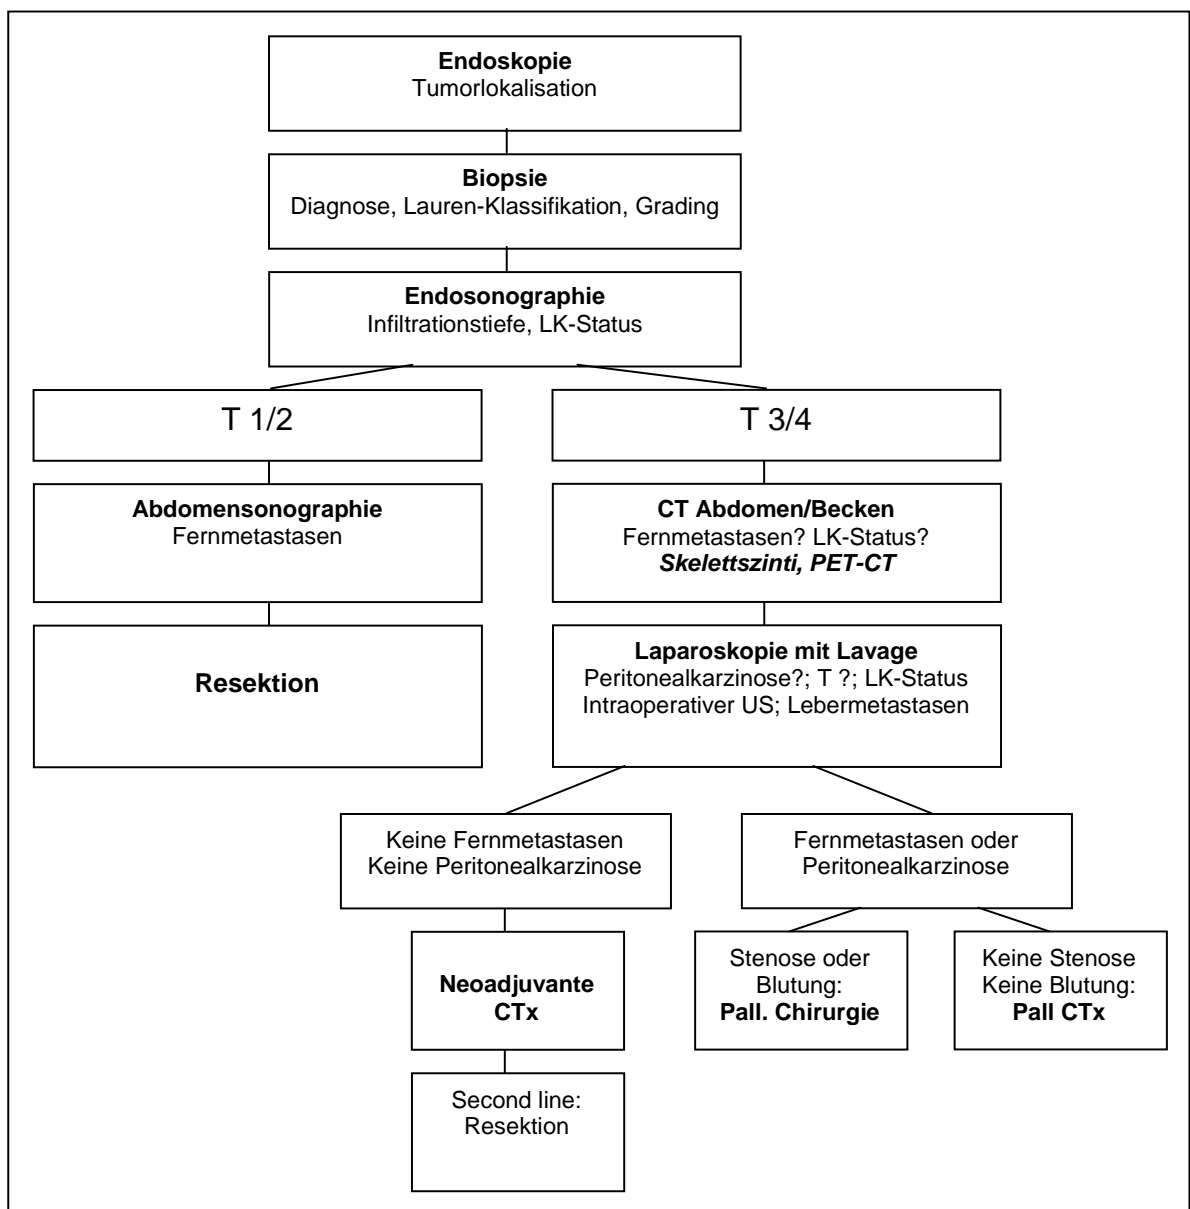 Endoskopie
Tumorlokalisation
Biopsie
Diagnose, Lauren-Klassifikation, Grading
Endosonographie
Infiltrationstiefe, LK-Status
T 1/2
T 3/4
Abdomensonographie
Fernmetastasen
CT Abdomen/Becken
Fernmetastasen? LK-Status?
Skelettszinti, PET-CT
Resektion
Laparoskopie mit Lavage
Peritonealkarzinose?; T ?; LK-Status
Intraoperativer US; Lebermetastasen
Keine Fernmetastasen
Keine Peritonealkarzinose
Fernmetastasen oder
Peritonealkarzinose
Neoadjuvante
CTx
Stenose oder
Blutung:
Pall. Chirurgie
Keine Stenose
Keine Blutung:
Pall CTx
Second line:
Resektion